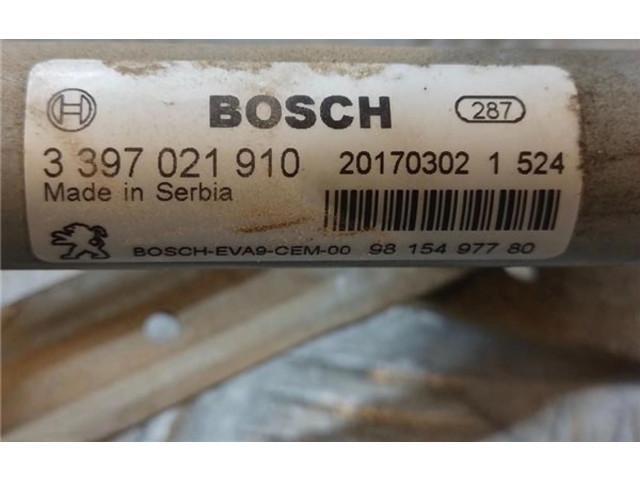 BOSCH 287
3 397 021 910 20170302 1 524
Made in Serbia
BOSCH-EVA9-CEM-00 98 154 977 80